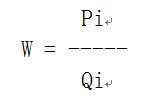 Pi↵
W = -----
Qi↵